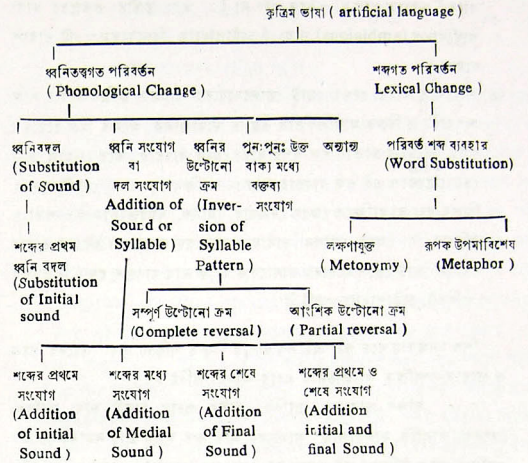 কৃত্রিম ভাষা ( artificial language )
ধ্বনিতত্ত্বগত পরিবর্তন
( Phonological Change )
শব্দগত পরিবর্তন
Lexical Change )
ধ্বনিবদল
(Substitution
of Sound )
ধ্বনি সংযোগ
বা
দল সংযোগ
Addition of
Sound or
Syllable )
ধ্বনির
উল্টোনো
ক্রম
(Inver-
sion of
Syllable
Pattern )
পুনঃপুনঃ উক্ত
বাক্য মধ্যে
বক্তব্য
সংযোগ
অন্যান্য
পরিবর্ত শব্দ ব্যবহার
(Word Substitution)
শব্দের প্রথম
ধ্বনি বদল
(Substitution
of Initial
sound
লক্ষণাযুক্ত
( Metonymy )
রূপক উপমাবিশেষ
(Metaphor )
সম্পূর্ণ উল্টোনো ক্রম
(Complete reversal)
আংশিক উল্টোনো ক্রম
( Partial reversal )
শব্দের প্রথমে
সংযোগ
(Addition
of initial
Sound )
শব্দের মধ্যে
সংযোগ
(Addition
of Medial
Sound )
শব্দের শেষে
সংযোগ
(Addition
of Final
Sound )
শব্দের প্রথমে ও
শেষে সংযোগ
(Addition
initial and
final Sound )